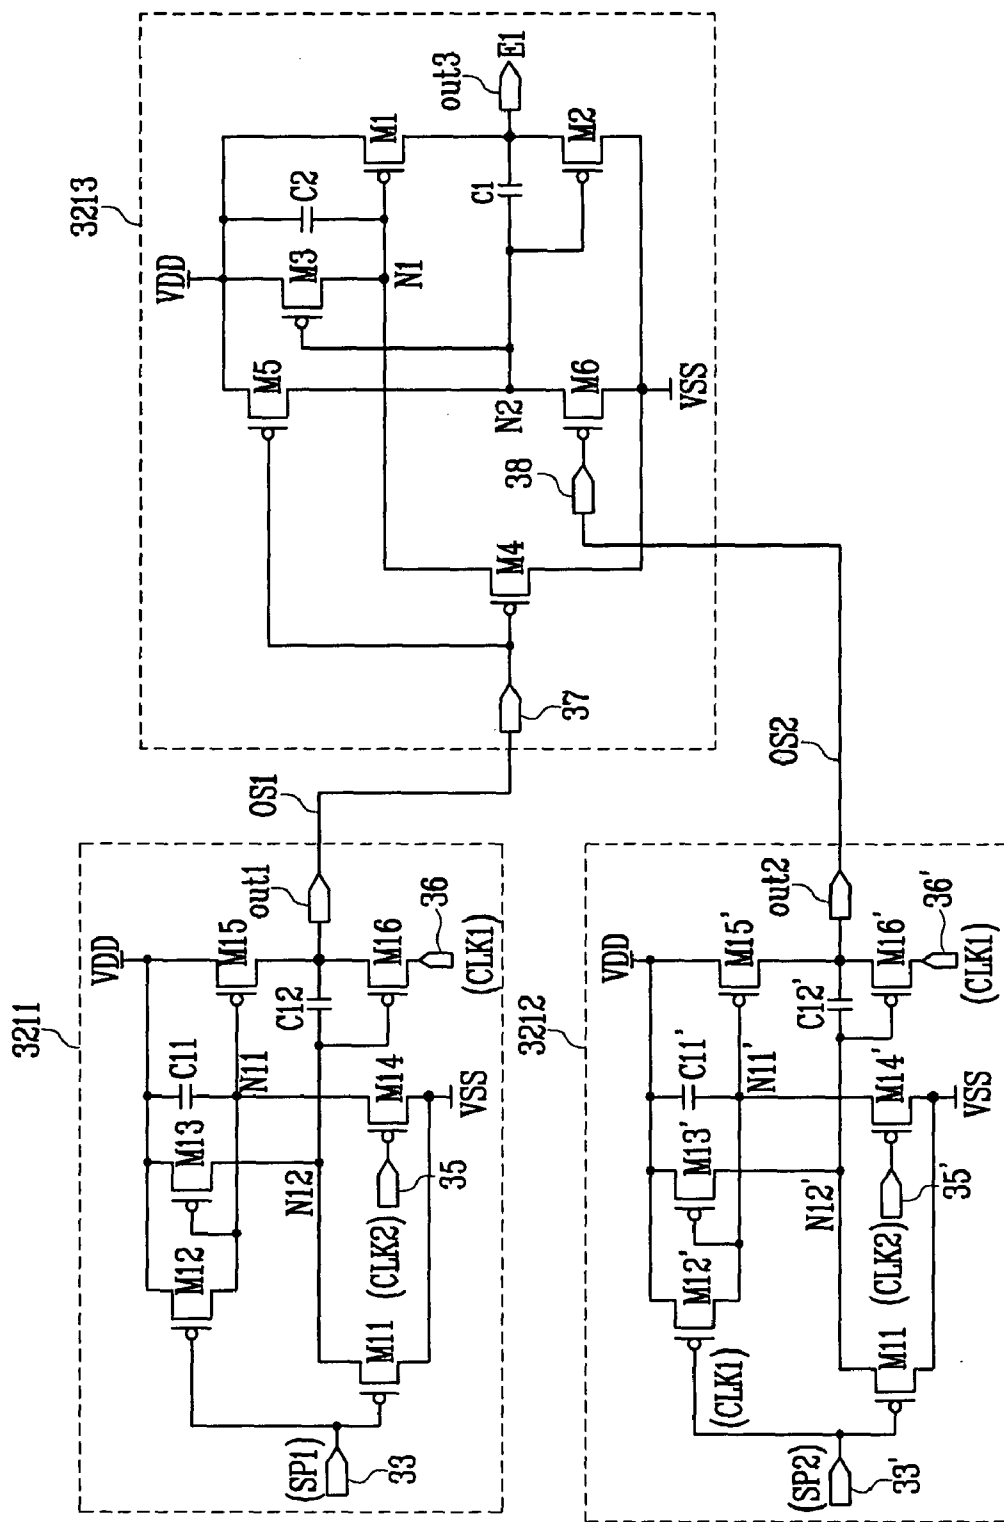 3213
VDD
M5
M3
C2
M1
N1
out3
E1
C1
N2
M6
M2
M4
38
VSS
37
OS1
OS2
3211
VDD
M12
M13
C11
N11
M15
out1
N12
C12
M14
M16
36
(CLK1)
(CLK2)
35
VSS
M11
(SP1)
33
3212
VDD
M12'
M13'
C11'
N11'
M15'
out2
(CLK1)
N12'
C12'
M14'
M16'
36'
(CLK1)
(CLK2)
35'
VSS
M11
(SP2)
33'